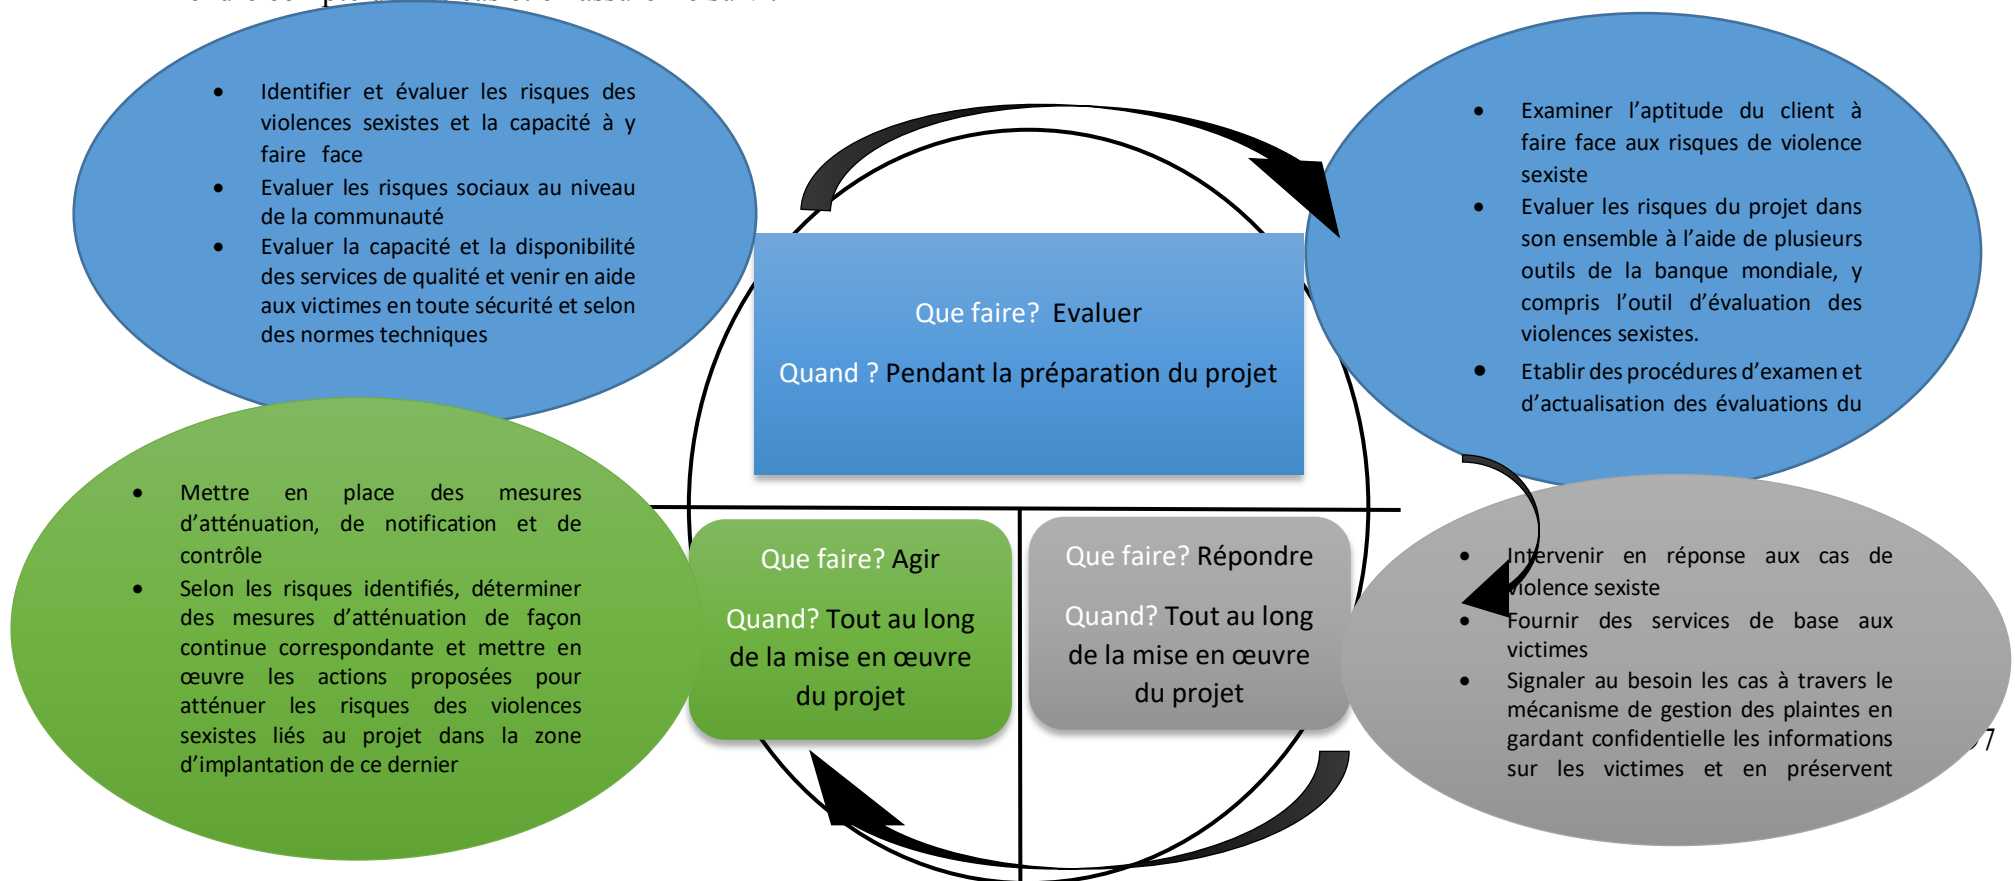 • Identifier et évaluer les risques des
violences sexistes et la capacité à y
faire face
• Evaluer les risques sociaux au niveau
de la communauté
• Evaluer la capacité et la disponibilité
des services de qualité et venir en aide
aux victimes en toute sécurité et selon
des normes techniques
• Examiner l’aptitude du client à
faire face aux risques de violence
sexiste
• Evaluer les risques du projet dans
son ensemble à l’aide de plusieurs
outils de la banque mondiale, y
compris l’outil d’évaluation des
violences sexistes.
• Etablir des procédures d’examen et
d’actualisation des évaluations du
Que faire? Evaluer
Quand ? Pendant la préparation du projet
• Mettre en place des mesures
d’atténuation, de notification et de
contrôle
• Selon les risques identifiés, déterminer
des mesures d’atténuation de façon
continue correspondante et mettre en
œuvre les actions proposées pour
atténuer les risques des violences
sexistes liés au projet dans la zone
d’implantation de ce dernier
Que faire? Agir
Quand? Tout au long
de la mise en œuvre
du projet
Que faire? Répondre
Quand? Tout au long
de la mise en œuvre
du projet
• Intervenir en réponse aux cas de
violence sexiste
• Fournir des services de base aux
victimes
• Signaler au besoin les cas à travers le
mécanisme de gestion des plaintes en
gardant confidentielle les informations
sur les victimes et en préservent
7